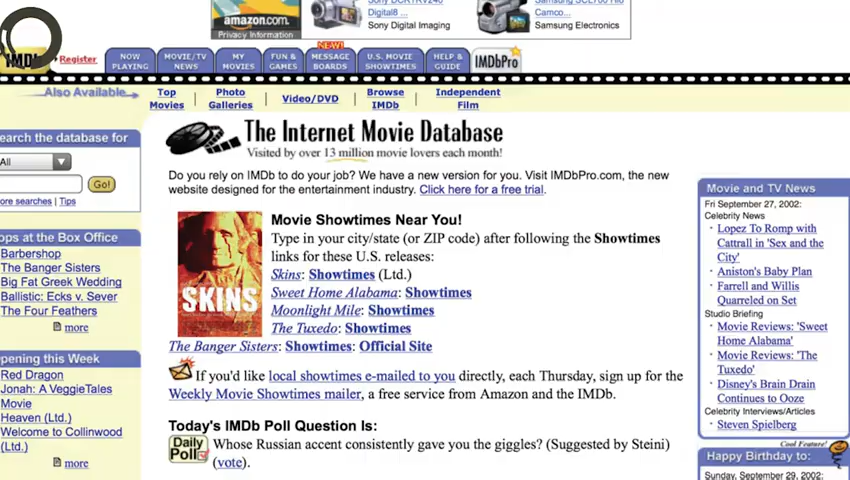 amazon.com.
Privacy Information
Sony DCRTRV240
Digital8 ...
Sony Digital Imaging
Samsung SCL860 Hi8
Camco...
Samsung Electronics
IMDb
Register
NOW PLAYING
MOVIE/TV NEWS
MY MOVIES
FUN & GAMES
NEW!
MESSAGE BOARDS
U.S. MOVIE SHOWTIMES
HELP & GUIDE
IMDbPro
Also Available
Top Movies
Photo Galleries
Video/DVD
Browse IMDb
Independent Film
earch the database for
All
Go!
ore searches | Tips
ops at the Box Office
Barbershop
The Banger Sisters
Big Fat Greek Wedding
Ballistic: Ecks v. Sever
The Four Feathers
more
pening this Week
Red Dragon
Jonah: A VeggieTales
Movie
Heaven (Ltd.)
Welcome to Collinwood
(Ltd.)
more
The Internet Movie Database
Visited by over 13 million movie lovers each month!
Do you rely on IMDb to do your job? We have a new version for you. Visit IMDbPro.com, the new
website designed for the entertainment industry. Click here for a free trial.
SKINS
Movie Showtimes Near You!
Type in your city/state (or ZIP code) after following the Showtimes
links for these U.S. releases:
Skins: Showtimes (Ltd.)
Sweet Home Alabama: Showtimes
Moonlight Mile: Showtimes
The Tuxedo: Showtimes
The Banger Sisters: Showtimes: Official Site
If you'd like local showtimes e-mailed to you directly, each Thursday, sign up for the
Weekly Movie Showtimes mailer, a free service from Amazon and the IMDb.
Today's IMDb Poll Question Is:
Daily
Poll
Whose Russian accent consistently gave you the giggles? (Suggested by Steini)
(vote).
Movie and TV News
Fri September 27, 2002:
Celebrity News
· Lopez To Romp with
Cattrall in 'Sex and the
City'
· Aniston's Baby Plan
· Farrell and Willis
Quarreled on Set
Studio Briefing
· Movie Reviews: 'Sweet
Home Alabama'
· Movie Reviews: 'The
Tuxedo'
· Disney's Brain Drain
Continues to Ooze
Celebrity Interviews/Articles
· Steven Spielberg
Cool Feature!
Happy Birthday to:
Sunday, September 29, 2002: